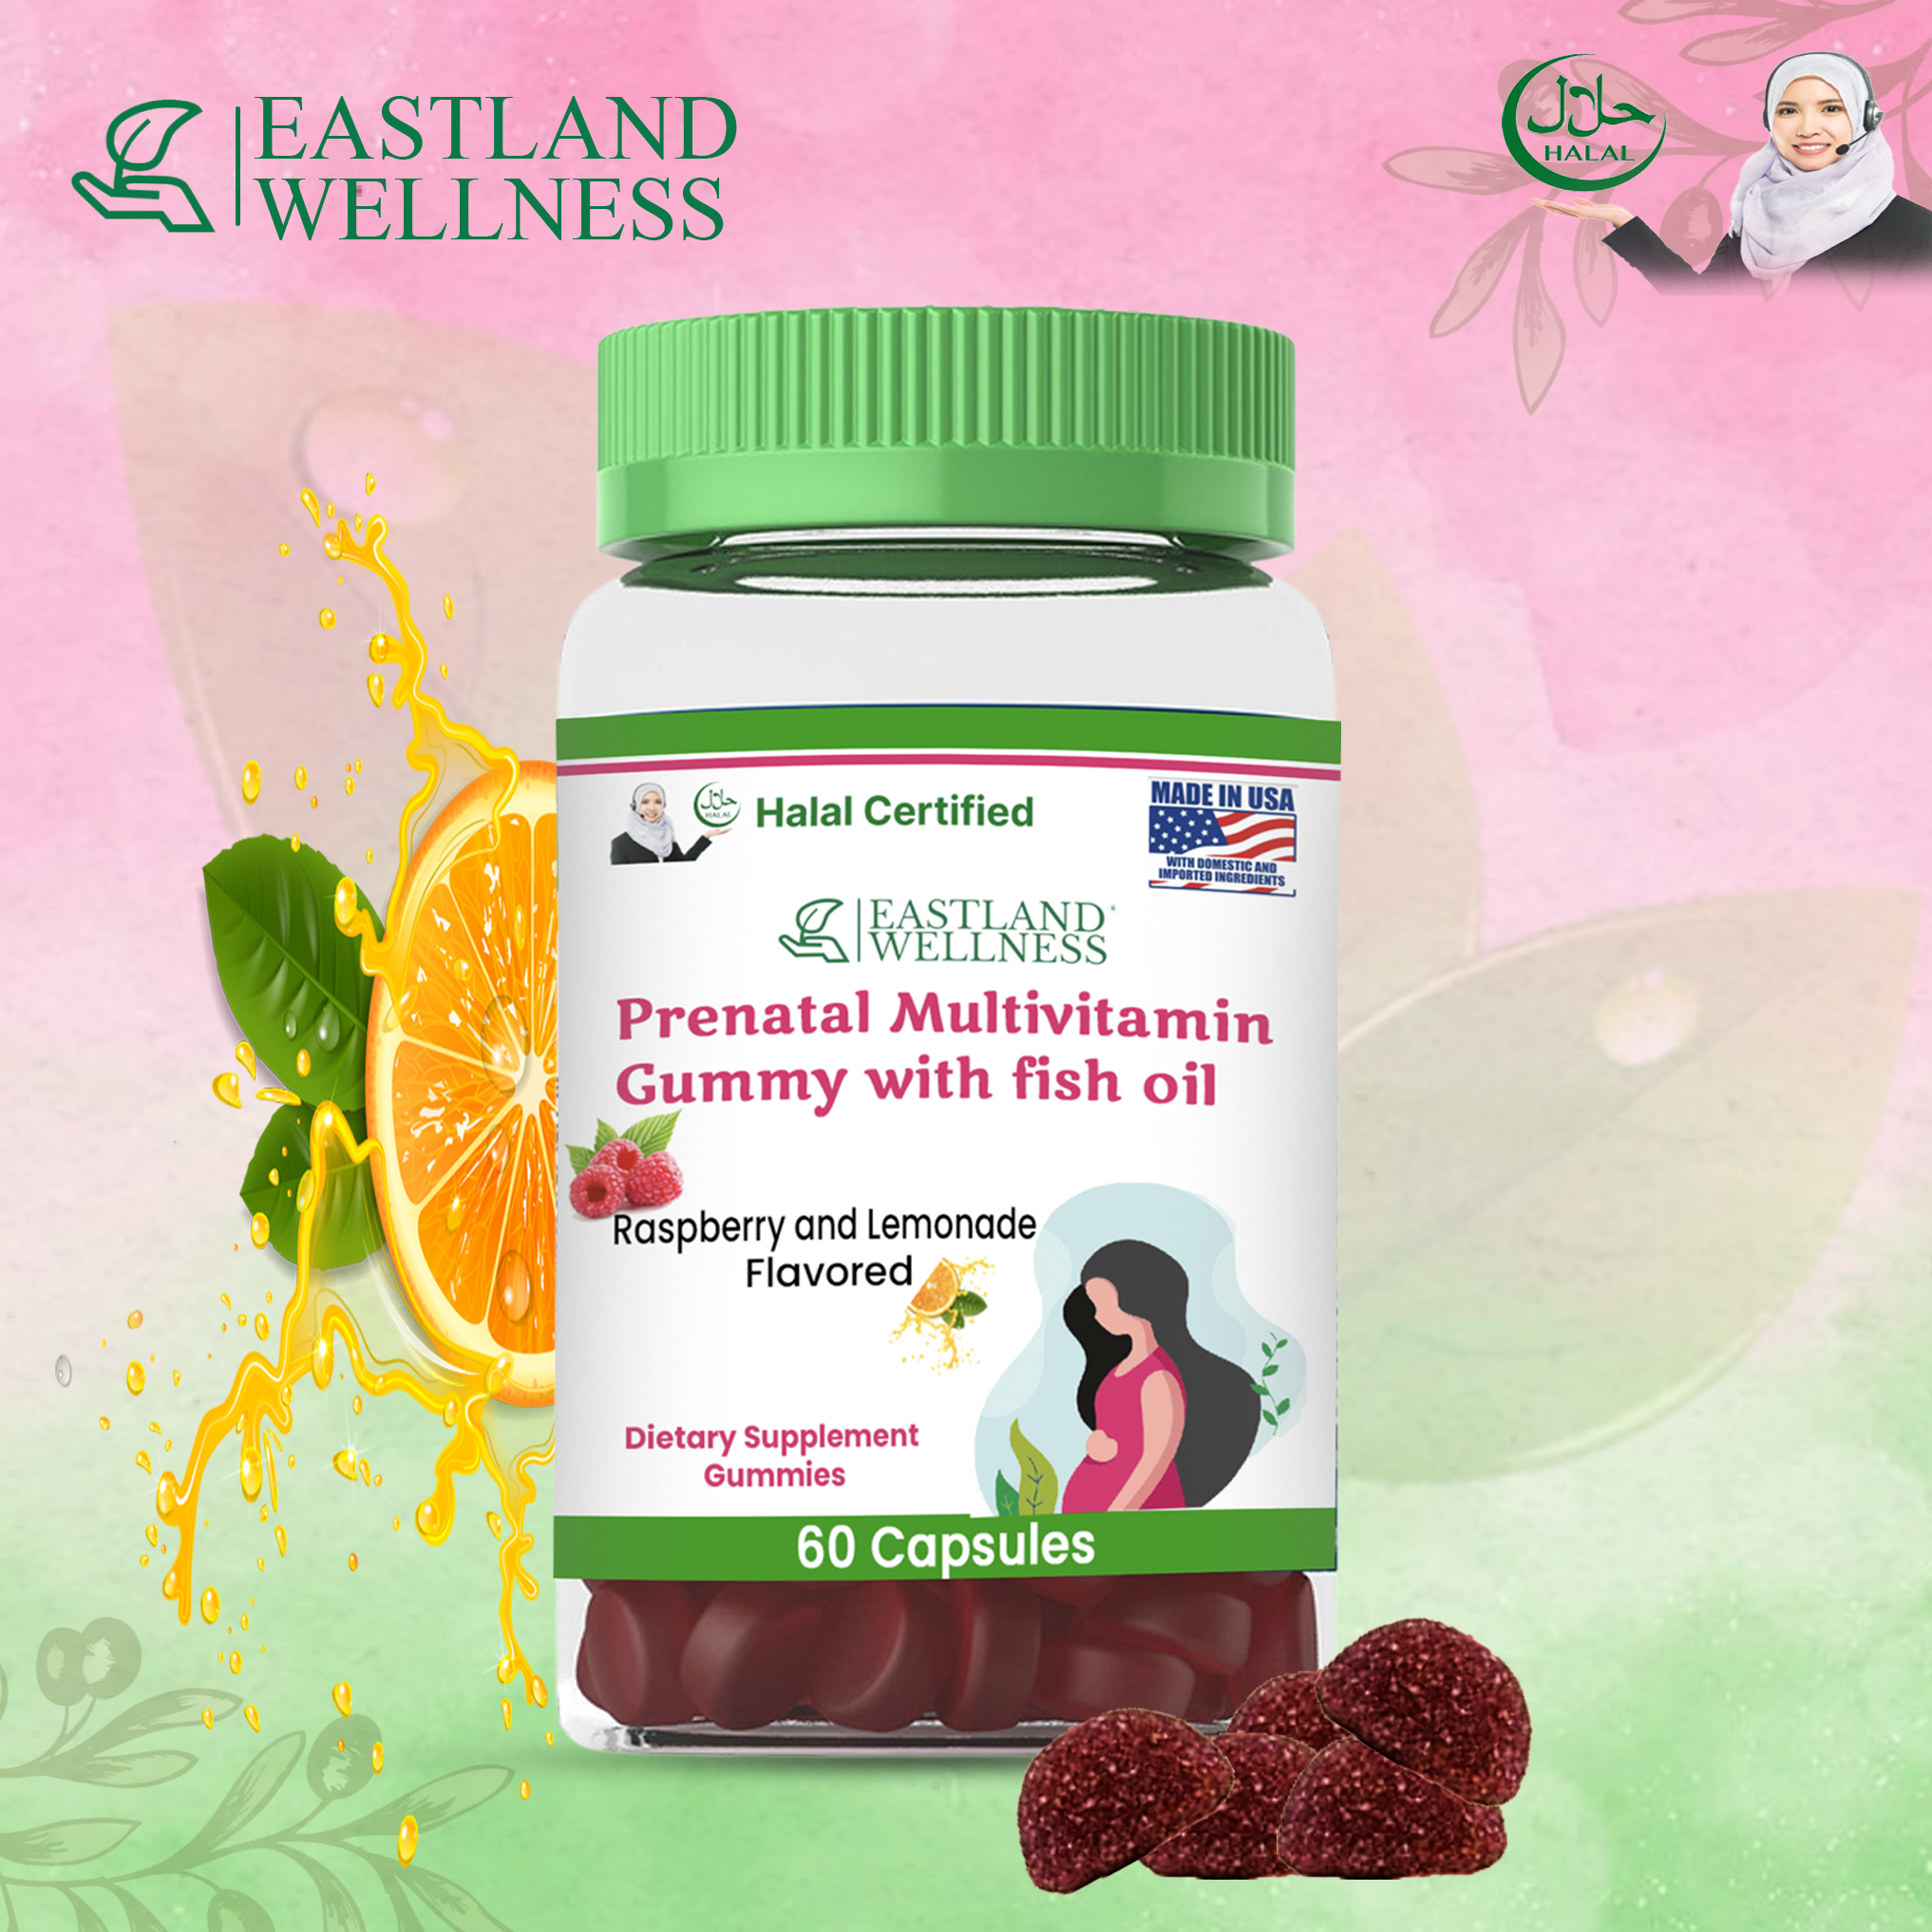 EASTLAND
WELLNESS
حلال
HALAL
حلال
HALAL
Halal Certified
MADE IN USA
WITH DOMESTIC AND
IMPORTED INGREDIENTS
EASTLAND®
WELLNESS
Prenatal Multivitamin
Gummy with fish oil
Raspberry and Lemonade
Flavored
Dietary Supplement
Gummies
60 Capsules